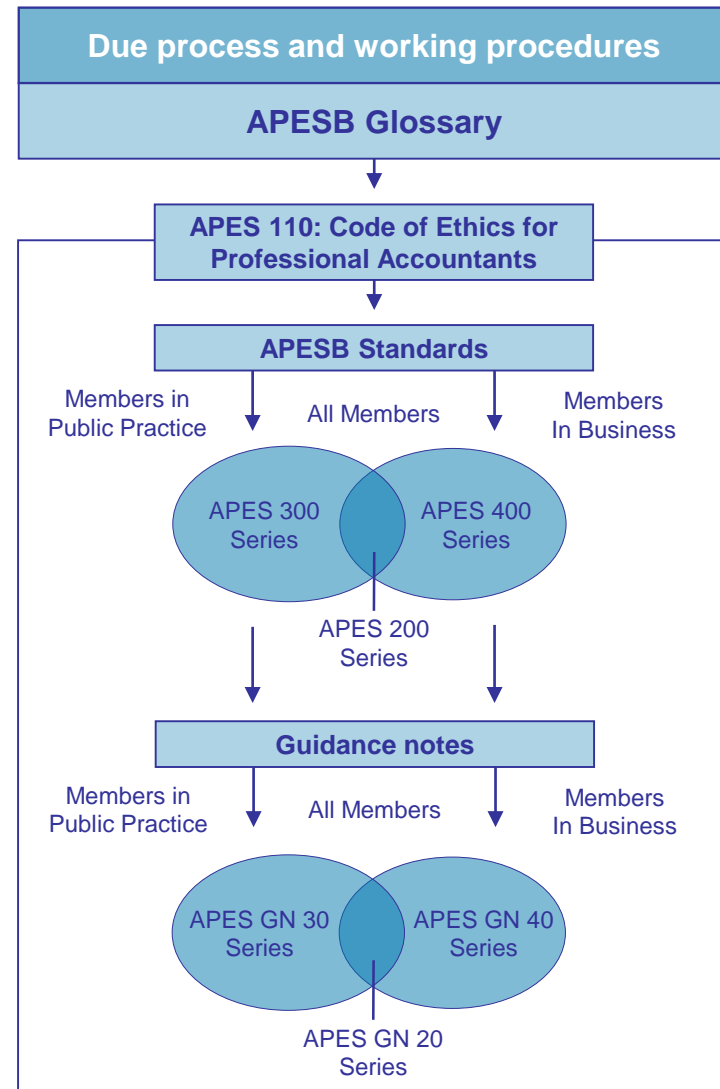 Due process and working procedures
APESB Glossary
APES 110: Code of Ethics for
Professional Accountants
APESB Standards
Members in
Public Practice
All Members
Members
In Business
APES 300
Series
APES 400
Series
APES 200
Series
Guidance notes
Members in
Public Practice
All Members
Members
In Business
APES GN 30
Series
APES GN 40
Series
APES GN 20
Series